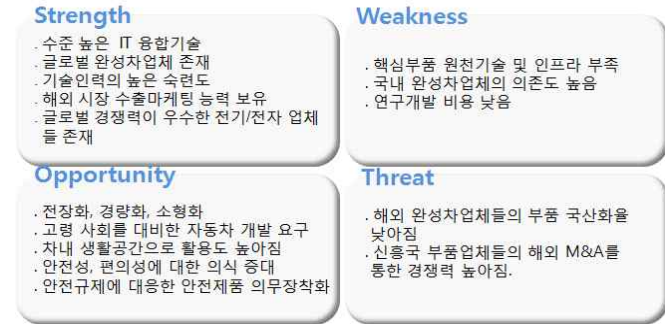 Strength
. 수준 높은 IT 융합기술
. 글로벌 완성차업체 존재
. 기술인력의 높은 숙련도
. 해외 시장 수출마케팅 능력 보유
. 글로벌 경쟁력이 우수한 전기/전자 업체
들 존재
Weakness
. 핵심부품 원천기술 및 인프라 부족
. 국내 완성차업체의 의존도 높음
. 연구개발 비용 낮음
Opportunity
. 전장화, 경량화, 소형화
. 고령 사회를 대비한 자동차 개발 요구
. 차내 생활공간으로 활용도 높아짐
. 안전성, 편의성에 대한 의식 증대
. 안전규제에 대응한 안전제품 의무장착화
Threat
. 해외 완성차업체들의 부품 국산화율
낮아짐
. 신흥국 부품업체들의 해외 M&A를
통한 경쟁력 높아짐.